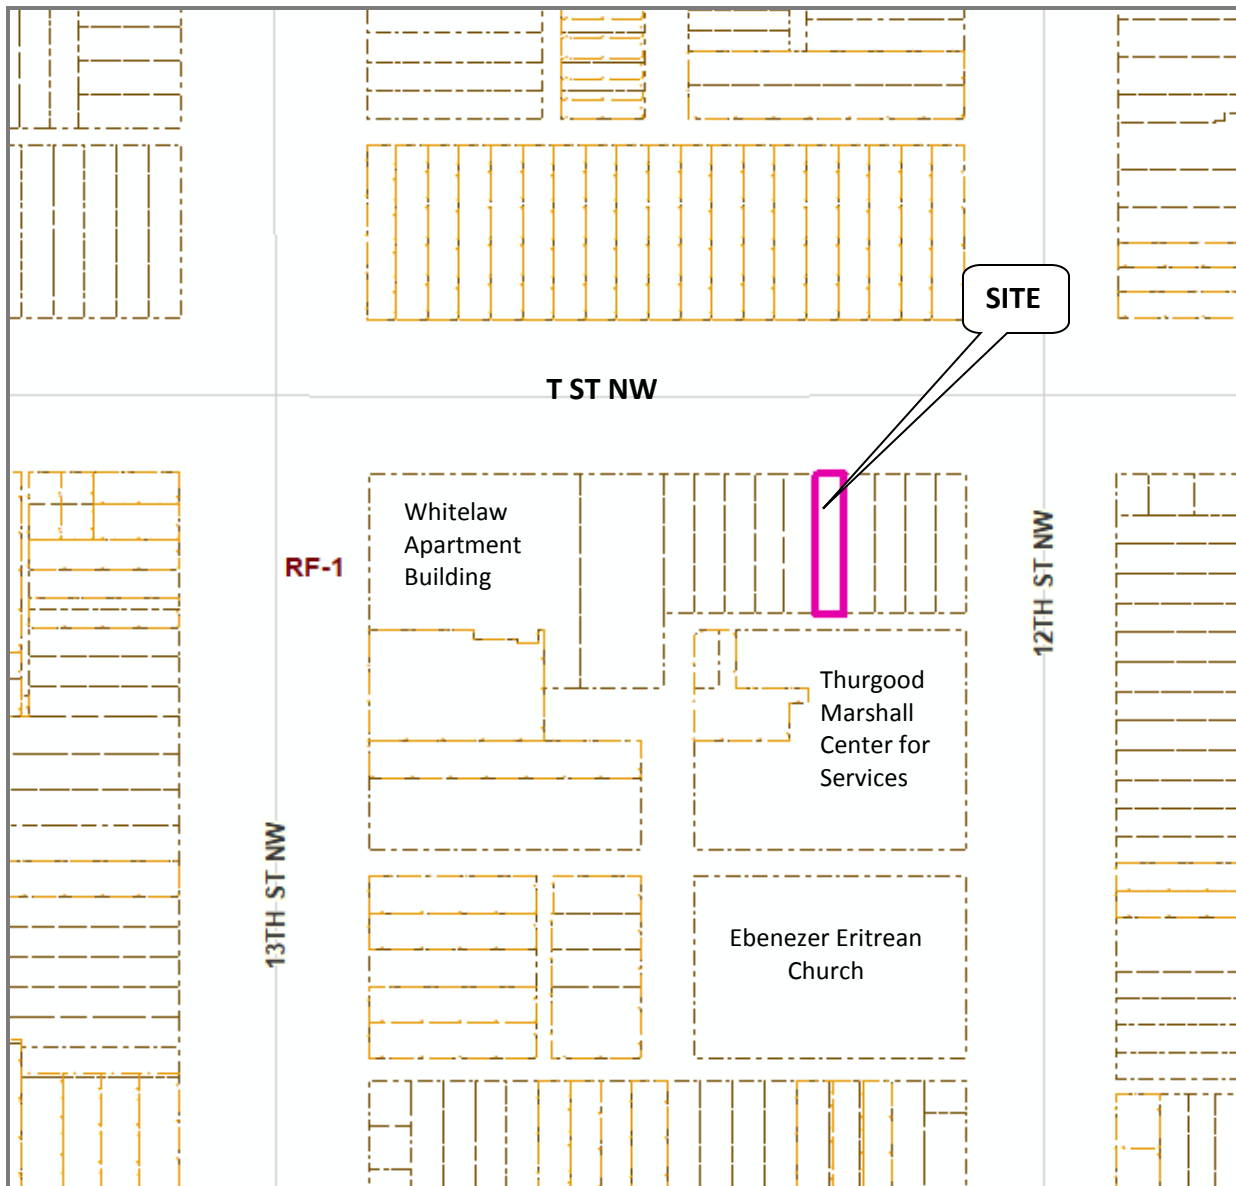 SITE
T ST NW
Whitelaw
Apartment
Building
RF-1
12TH ST NW
Thurgood
Marshall
Center for
Services
13TH ST NW
Ebenezer Eritrean
Church